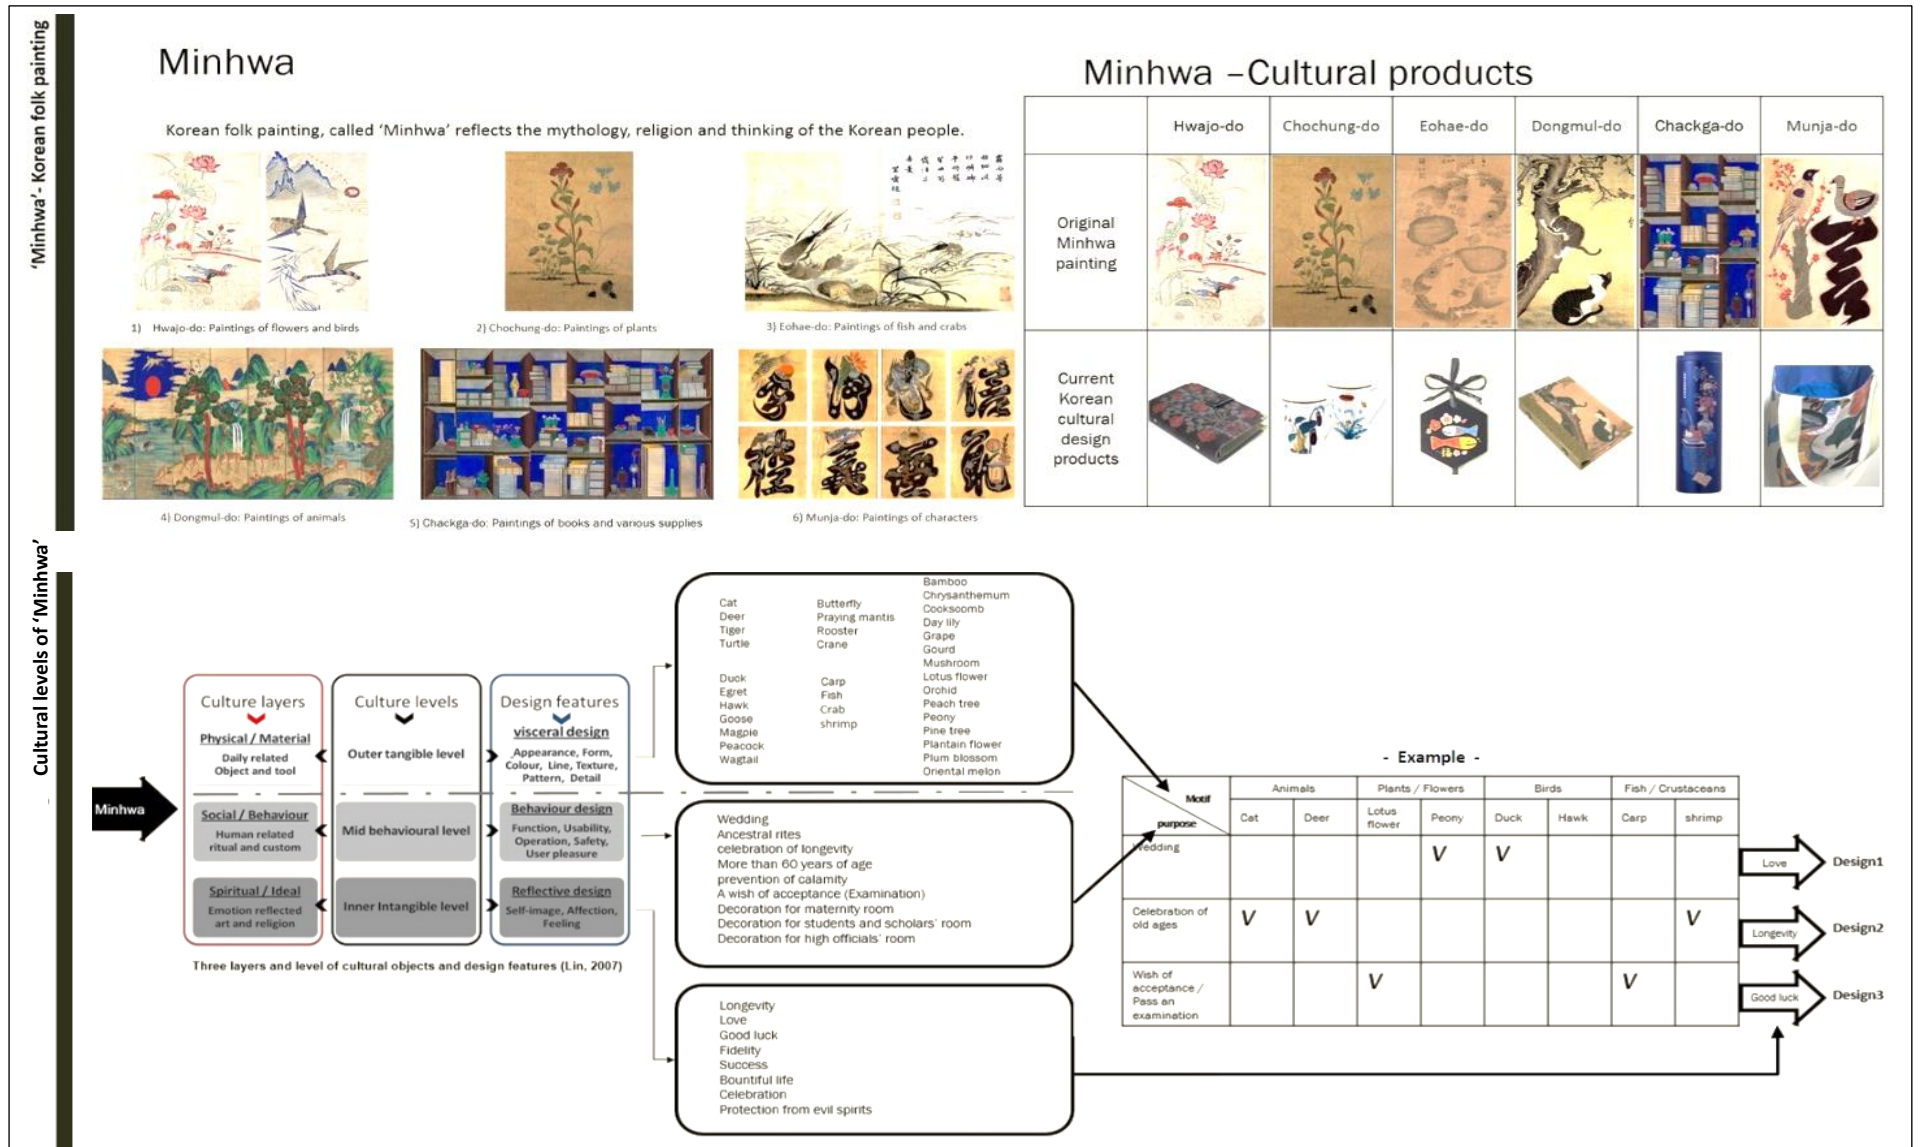 'Minhwa'- Korean folk painting
Minhwa
Korean folk painting, called 'Minhwa' reflects the mythology, religion and thinking of the Korean people.
1) Hwajo-do: Paintings of flowers and birds
2) Chochung-do: Paintings of plants
3) Eohae-do: Paintings of fish and crabs
4) Dongmul-do: Paintings of animals
5) Chackga-do: Paintings of books and various supplies
6) Munja-do: Paintings of characters
Minhwa –Cultural products
Hwajo-do
Chochung-do
Eohae-do
Dongmul-do
Chackga-do
Munja-do
Original
Minhwa
painting
Current
Korean
cultural
design
products
Cultural levels of 'Minhwa'
Minhwa
Culture layers
Physical / Material
Daily related
Object and tool
Social / Behaviour
Human related
ritual and custom
Spiritual / Ideal
Emotion reflected
art and religion
Culture levels
Outer tangible level
Mid behavioural level
Inner Intangible level
Design features
visceral design
Appearance, Form,
Colour, Line, Texture,
Pattern, Detail
Behaviour design
Function, Usability,
Operation, Safety,
User pleasure
Reflective design
Self-image, Affection,
Feeling
Three layers and level of cultural objects and design features (Lin, 2007)
Cat
Deer
Tiger
Turtle
Duck
Egret
Hawk
Goose
Magpie
Peacock
Wagtail
Butterfly
Praying mantis
Rooster
Crane
Carp
Fish
Crab
shrimp
Bamboo
Chrysanthemum
Cookscomb
Day lily
Grape
Gourd
Mushroom
Lotus flower
Orchid
Peach tree
Peony
Pine tree
Plantain flower
Plum blossom
Oriental melon
Wedding
Ancestral rites
celebration of longevity
More than 60 years of age
prevention of calamity
A wish of acceptance (Examination)
Decoration for maternity room
Decoration for students and scholars' room
Decoration for high officials' room
Longevity
Love
Good luck
Fidelity
Success
Bountiful life
Celebration
Protection from evil spirits
- Example -
Motif
purpose
Animals
Plants / Flowers
Birds
Fish / Crustaceans
Cat
Deer
Lotus
flower
Peony
Duck
Hawk
Carp
shrimp
Wedding
V V
Love
Design1
Celebration of
old ages
V V V
Longevity
Design2
Wish of
acceptance /
Pass an
examination
V V
Good luck
Design3